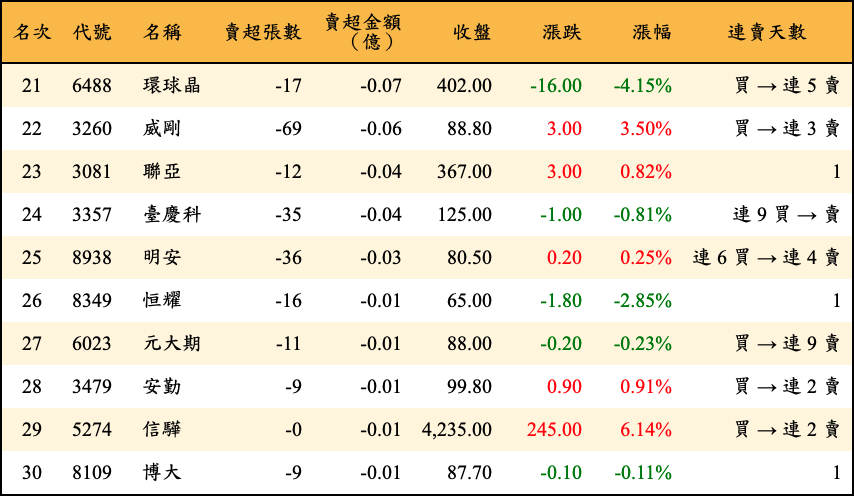 名次 代號 名稱 賣超張數 賣超金額（億） 收盤 漲跌 漲幅 連賣天數
21 6488 環球晶 -17 -0.07 402.00 -16.00 -4.15% 買 → 連 5 賣
22 3260 威剛 -69 -0.06 88.80 3.00 3.50% 買 → 連 3 賣
23 3081 聯亞 -12 -0.04 367.00 3.00 0.82% 1
24 3357 臺慶科 -35 -0.04 125.00 -1.00 -0.81% 連 9 買 → 賣
25 8938 明安 -36 -0.03 80.50 0.20 0.25% 連 6 買 → 連 4 賣
26 8349 恒耀 -16 -0.01 65.00 -1.80 -2.85% 1
27 6023 元大期 -11 -0.01 88.00 -0.20 -0.23% 買 → 連 9 賣
28 3479 安勤 -9 -0.01 99.80 0.90 0.91% 買 → 連 2 賣
29 5274 信驊 -0 -0.01 4,235.00 245.00 6.14% 買 → 連 2 賣
30 8109 博大 -9 -0.01 87.70 -0.10 -0.11% 1